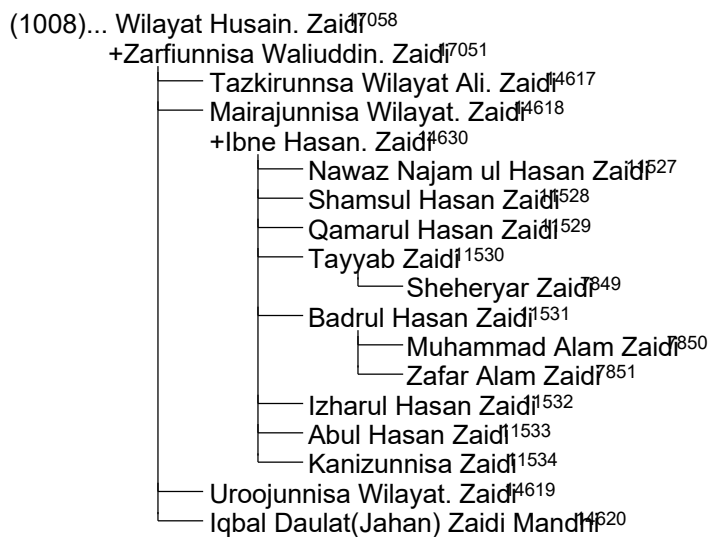 (1008)... Wilayat Husain. Zaidi17058
+Zarfiunnisa Waliuddin. Zaidi17051
Tazkirunnsa Wilayat Ali. Zaidi14617
Mairajunnisa Wilayat. Zaidi14618
+Ibne Hasan. Zaidi14630
Nawaz Najam ul Hasan Zaidi11527
Shamsul Hasan Zaidi11528
Qamarul Hasan Zaidi11529
Tayyab Zaidi11530
Sheheryar Zaidi7849
Badrul Hasan Zaidi11531
Muhammad Alam Zaidi7850
Zafar Alam Zaidi7851
Izharul Hasan Zaidi11532
Abul Hasan Zaidi11533
Kanizunnisa Zaidi11534
Uroojunnisa Wilayat. Zaidi14619
Iqbal Daulat(Jahan) Zaidi Mandhi14620